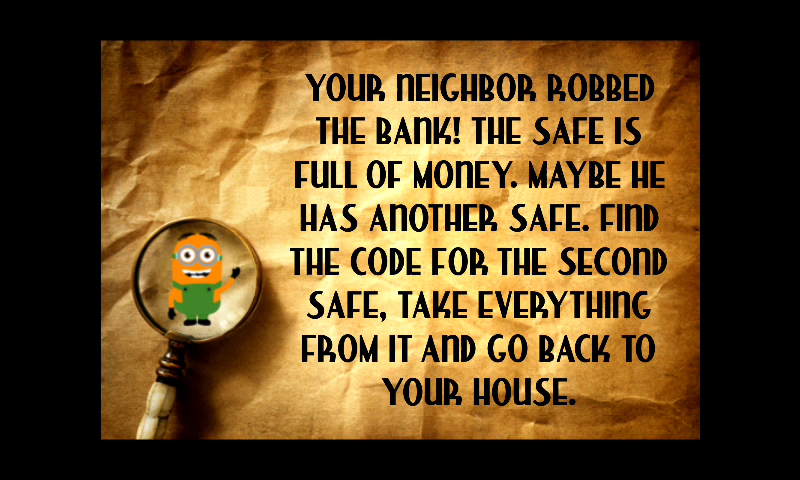 YOUR NEIGHBOR ROBBED
THE BANK! THE SAFE IS
FULL OF MONEY. MAYBE HE
HAS ANOTHER SAFE. FIND
THE CODE FOR THE SECOND
SAFE, TAKE EVERYTHING
FROM IT AND GO BACK TO
YOUR HOUSE.